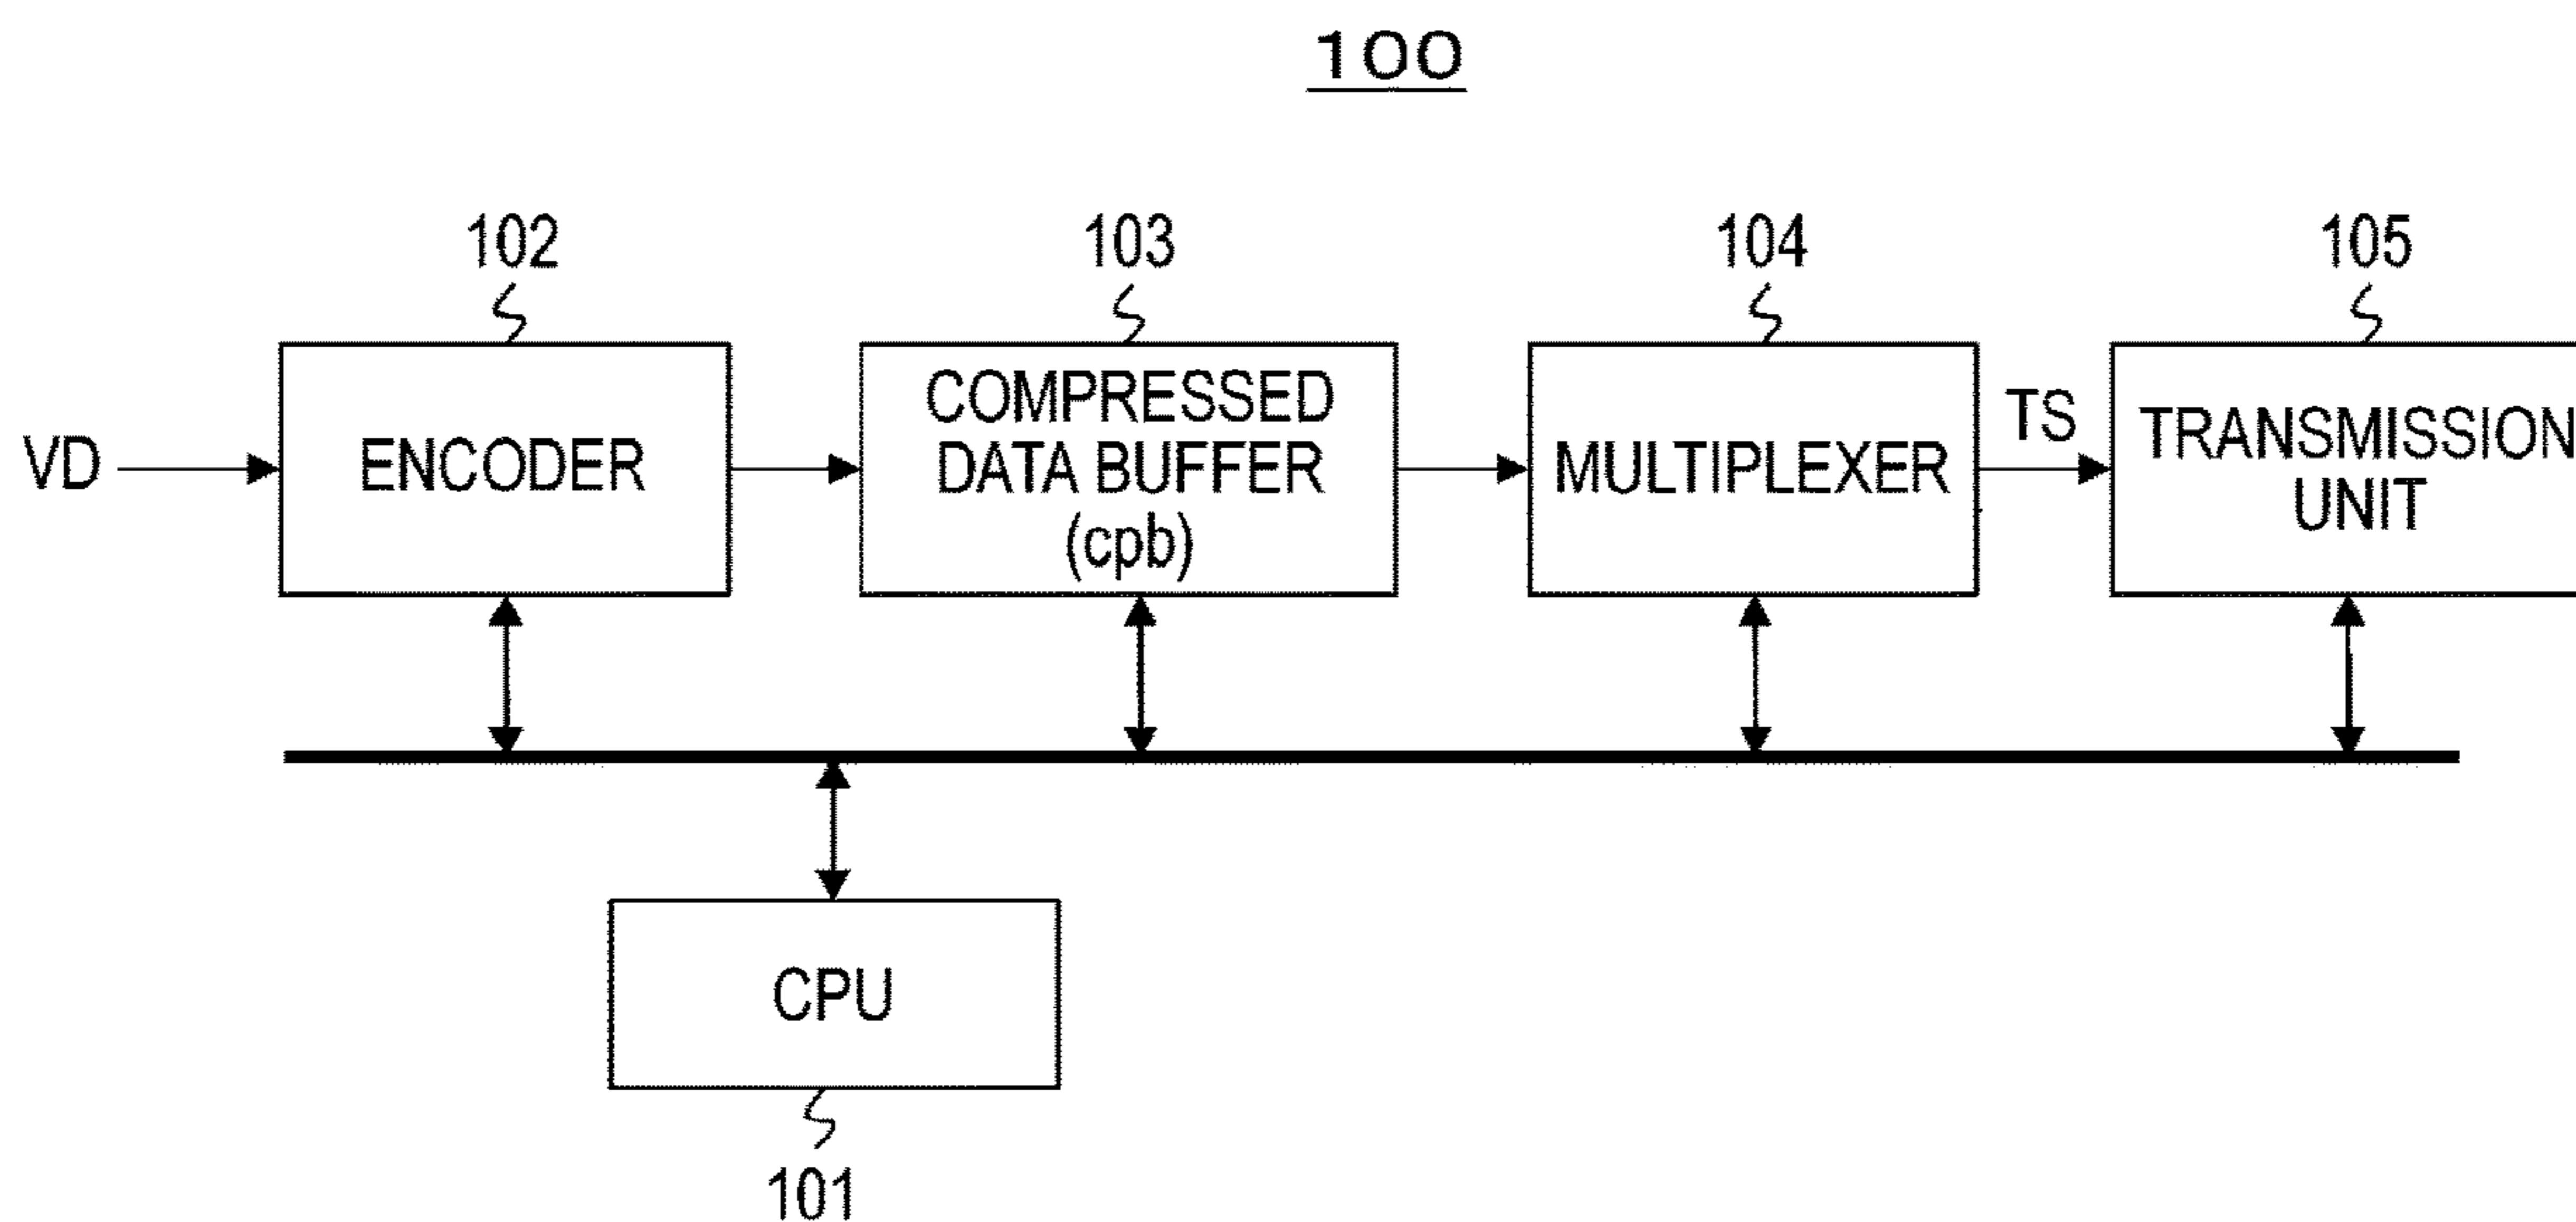 100
102
103
104
105
VD
ENCODER
COMPRESSED
DATA BUFFER
(cpb)
MULTIPLEXER
TS
TRANSMISSION
UNIT
CPU
101